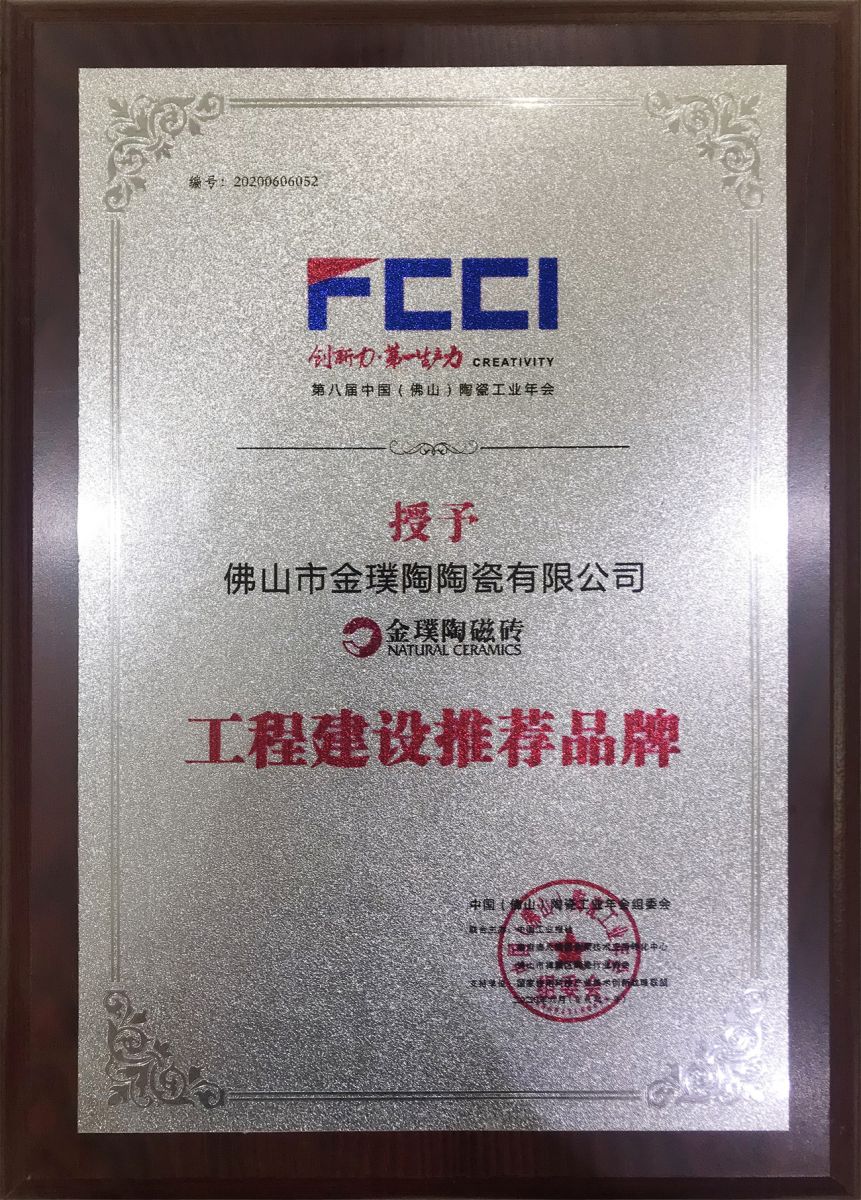 编号：20200606052
FCCI
创新力·第一生产力 CREATIVITY
第八届中国（佛山）陶瓷工业年会
授予
佛山市金璞陶陶瓷有限公司
金璞陶磁砖
NATURAL CERAMICS
工程建设推荐品牌
中国（佛山）陶瓷工业年会组委会